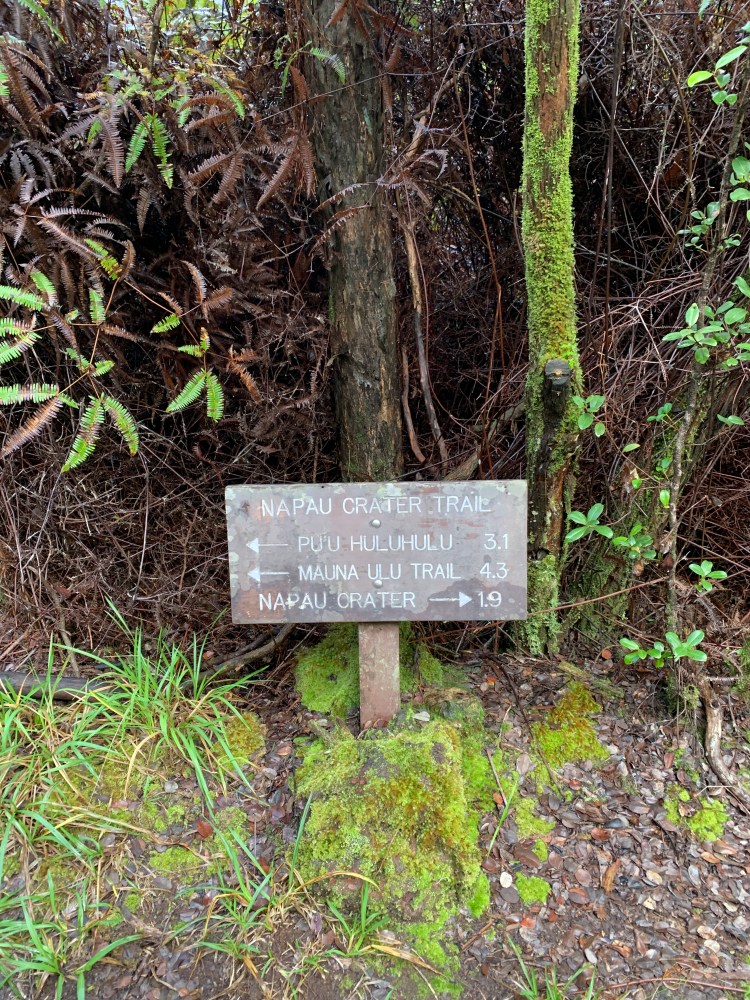 NAPAU CRATER TRAIL
← PU'U HULUHULU 3.1
← MAUNA ULU TRAIL 4.3
NAPAU CRATER → 1.9